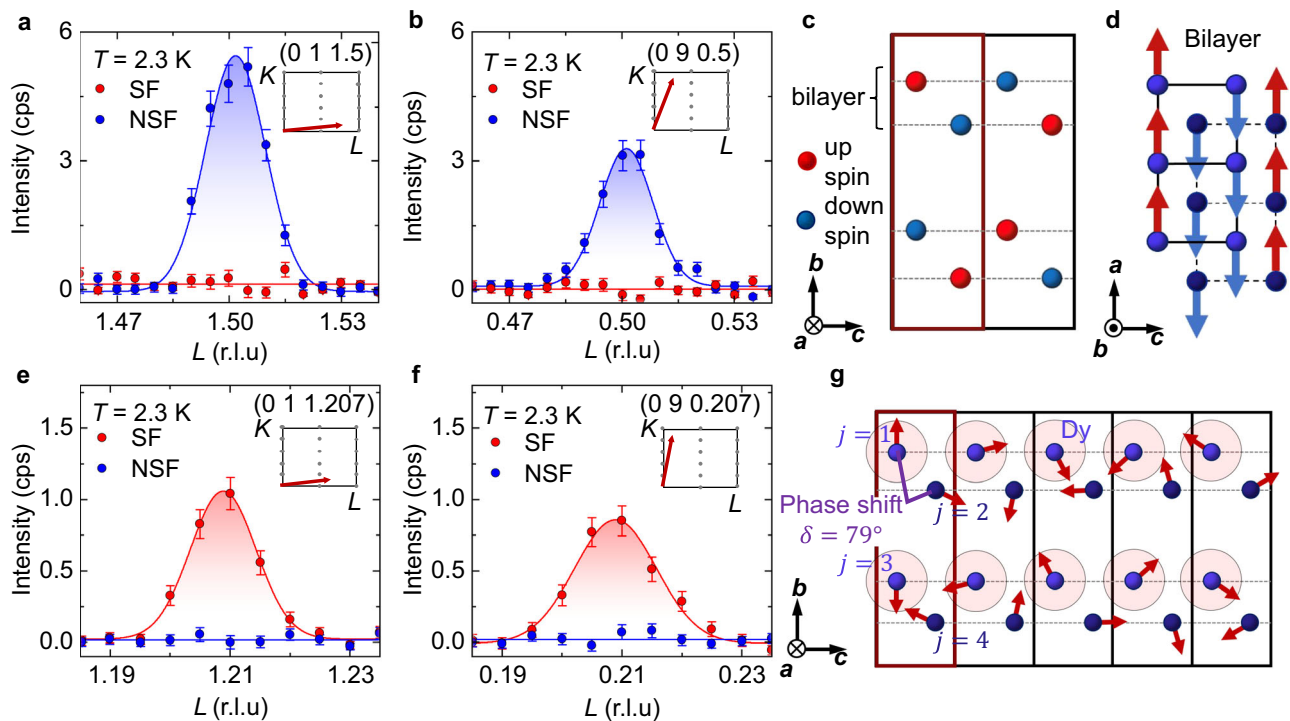 a
Intensity (cps)
6
3
0
T = 2.3 K
SF
NSF
(0 1 1.5)
K
L
1.47
1.50
1.53
L (r.l.u)
b
Intensity (cps)
6
3
0
T = 2.3 K
SF
NSF
(0 9 0.5)
K
L
0.47
0.50
0.53
L (r.l.u)
c
bilayer
up
spin
down
spin
b
a
c
d
Bilayer
a
b
c
e
Intensity (cps)
1.5
1.0
0.5
0.0
T = 2.3 K
SF
NSF
(0 1 1.207)
K
L
1.19
1.21
1.23
L (r.l.u)
f
Intensity (cps)
1.5
1.0
0.5
0.0
T = 2.3 K
SF
NSF
(0 9 0.207)
K
L
0.19
0.21
0.23
L (r.l.u)
g
j = 1
Dy
Phase shift
δ = 79°
j = 2
j = 3
j = 4
b
a
c